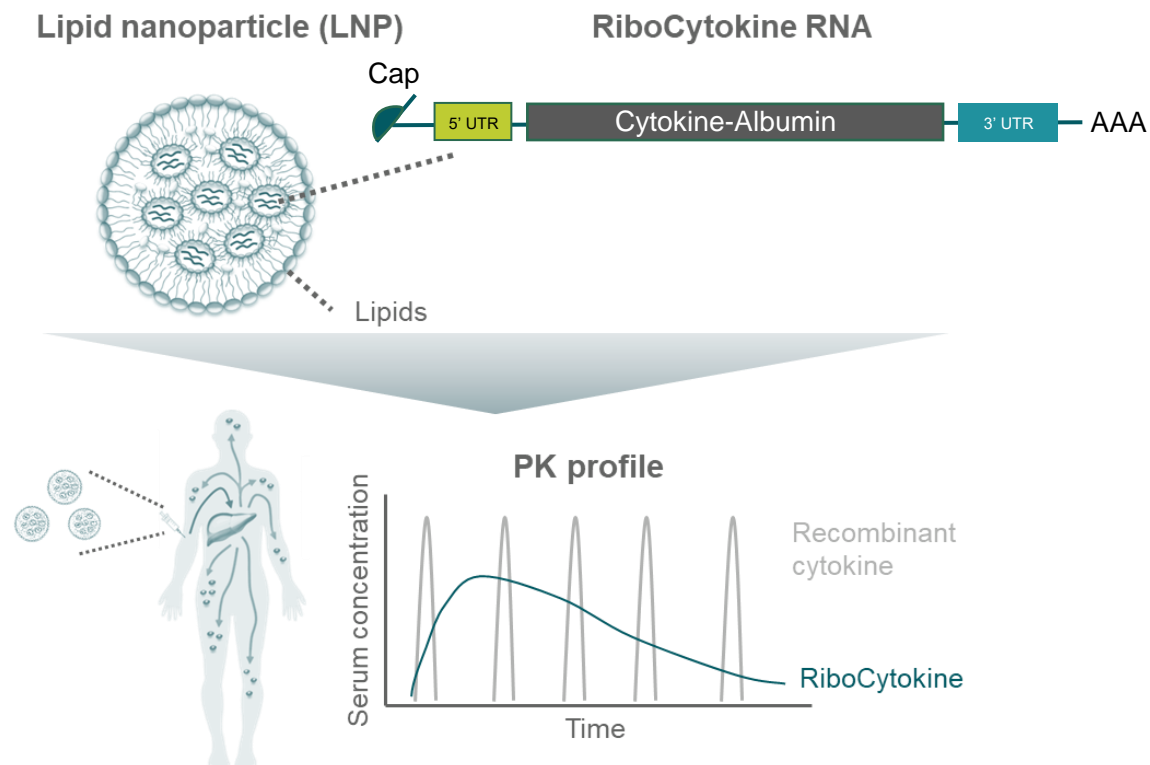 Lipid nanoparticle (LNP)
RiboCytokine RNA
Cap
5’ UTR
Cytokine-Albumin
3’ UTR
AAA
Lipids
PK profile
Serum concentration
Recombinant
cytokine
RiboCytokine
Time